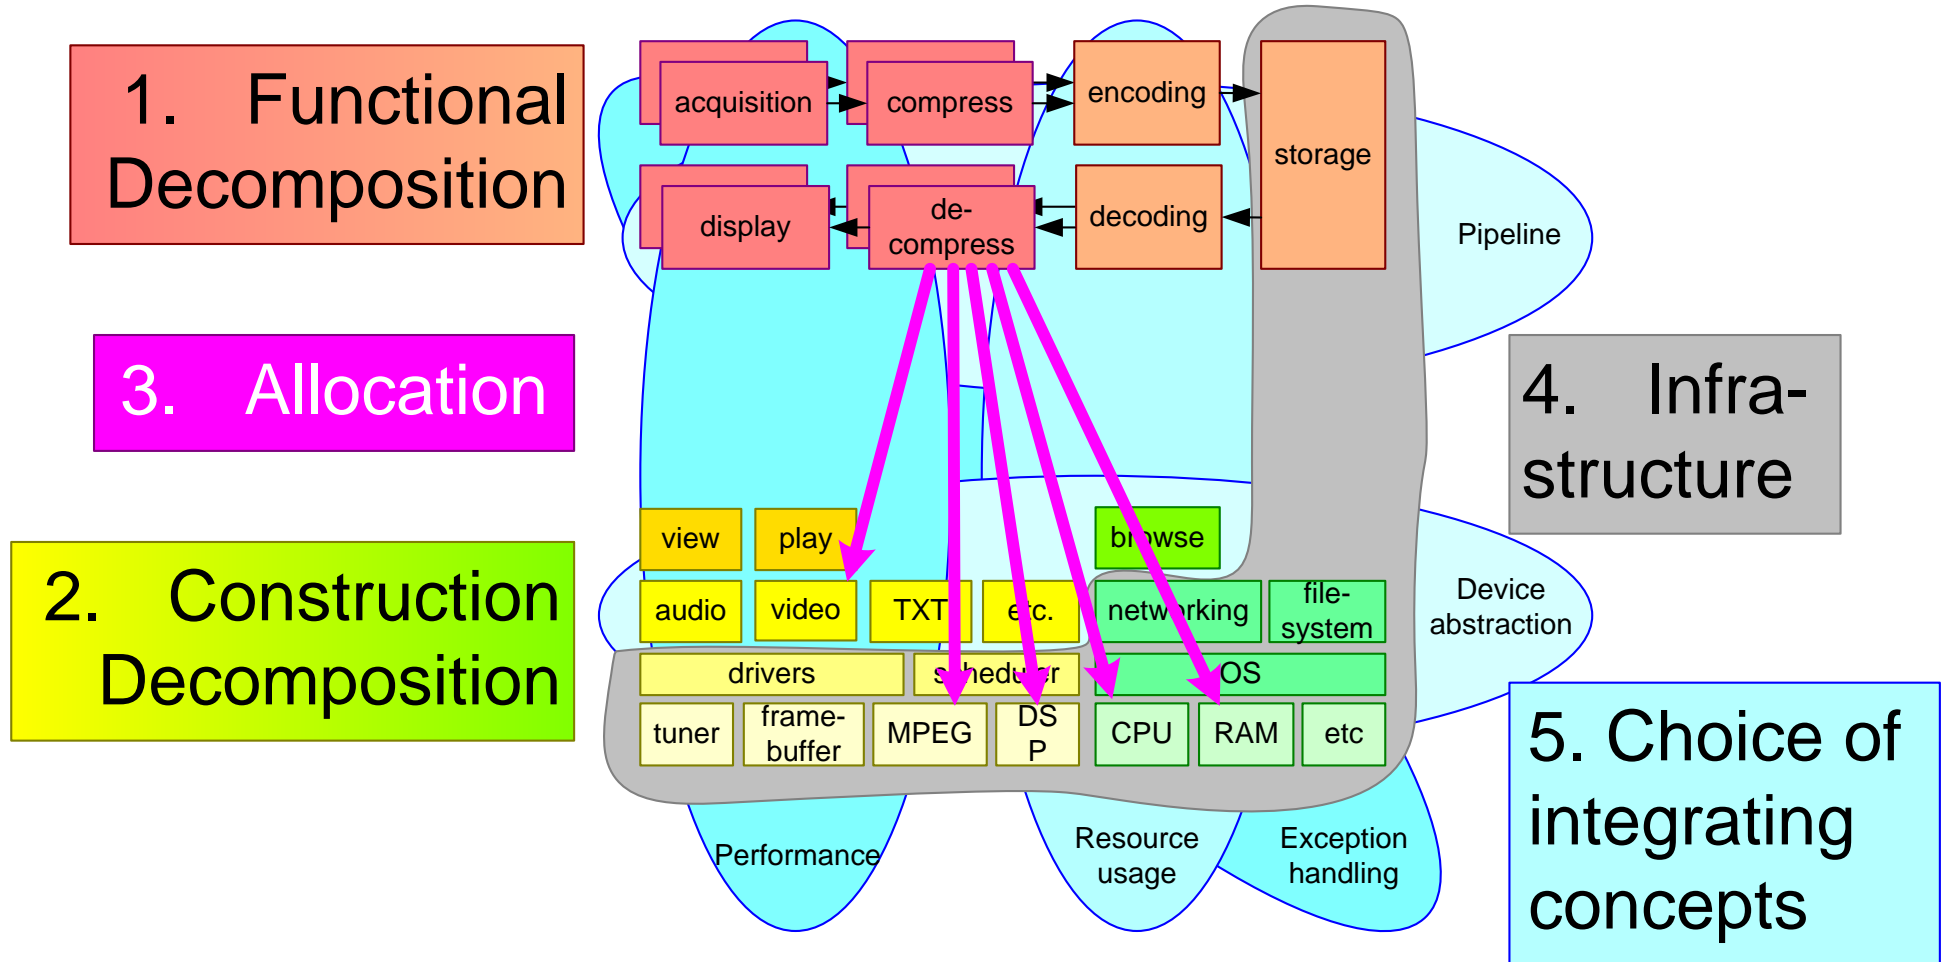 1. Functional
Decomposition
3. Allocation
2. Construction
Decomposition
acquisition
compress
encoding
storage
display
de-
compress
decoding
Pipeline
view
play
browse
audio
video
TXT
etc.
networking
file-
system
Device
abstraction
drivers
scheduler
OS
tuner
frame-
buffer
MPEG
DS
P
CPU
RAM
etc
Performance
Resource
usage
Exception
handling
4. Infra-
structure
5. Choice of
integrating
concepts